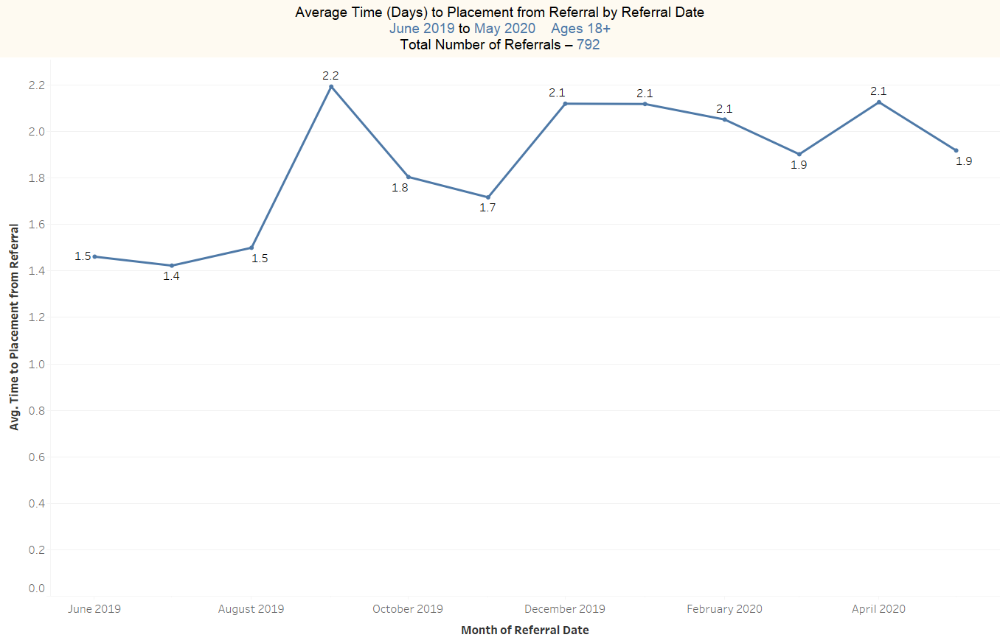 Average Time (Days) to Placement from Referral by Referral Date
June 2019 to May 2020 Ages 18+
Total Number of Referrals – 792
Avg. Time to Placement from Referral
2.2
2.0
1.8
1.6
1.4
1.2
1.0
0.8
0.6
0.4
0.2
0.0
1.5
1.4
1.5
2.2
1.8
1.7
2.1
2.1
2.1
1.9
2.1
1.9
June 2019
August 2019
October 2019
December 2019
February 2020
April 2020
Month of Referral Date